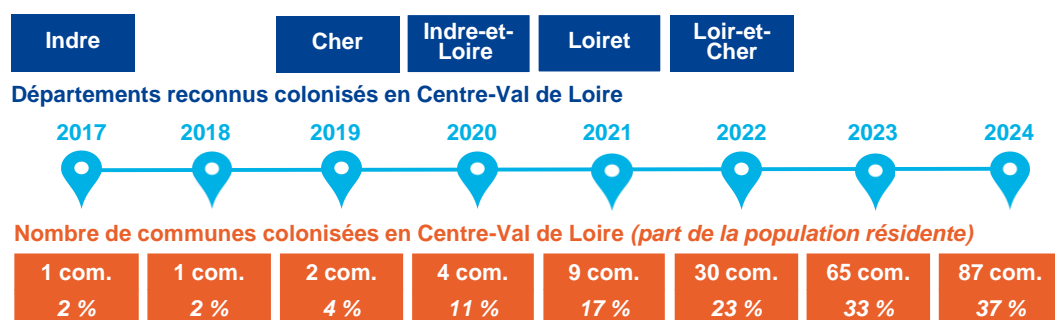 Indre
Cher
Indre-et-
Loire
Loiret
Loir-et-
Cher
Départements reconnus colonisés en Centre-Val de Loire
2017 2018 2019 2020 2021 2022 2023 2024
Nombre de communes colonisées en Centre-Val de Loire (part de la population résidente)
1 com. 1 com. 2 com. 4 com. 9 com. 30 com. 65 com. 87 com.
2 % 2 % 4 % 11 % 17 % 23 % 33 % 37 %